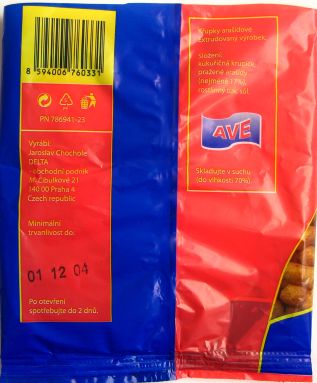 8 594006 760331
PN 786941-23
Vyrábí:
Jaroslav Chochole
DELTA
- obchodní podnik
M. Cibulkové 21
140 00 Praha 4
Czech republic
Minimální
trvanlivost do:
01 12 04
Po otevření
spotřebujte do 2 dnů.
Křupky arašídové.
Extrudovaný výrobek.
Složení:
kukuřičná krupice,
pražené arašídy
(nejméně 17%),
rostlinný tuk, sůl.
AVE
Skladujte v suchu
(do vlhkosti 70%).